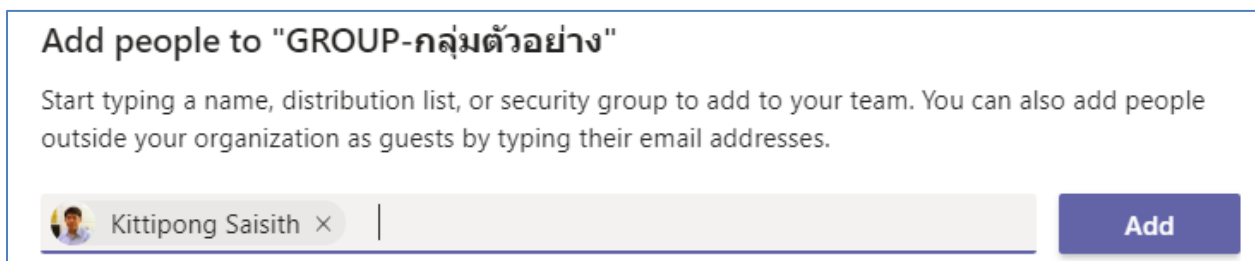 Add people to "GROUP-กลุ่มตัวอย่าง"
Start typing a name, distribution list, or security group to add to your team. You can also add people
outside your organization as guests by typing their email addresses.
Kittipong Saisith × Add